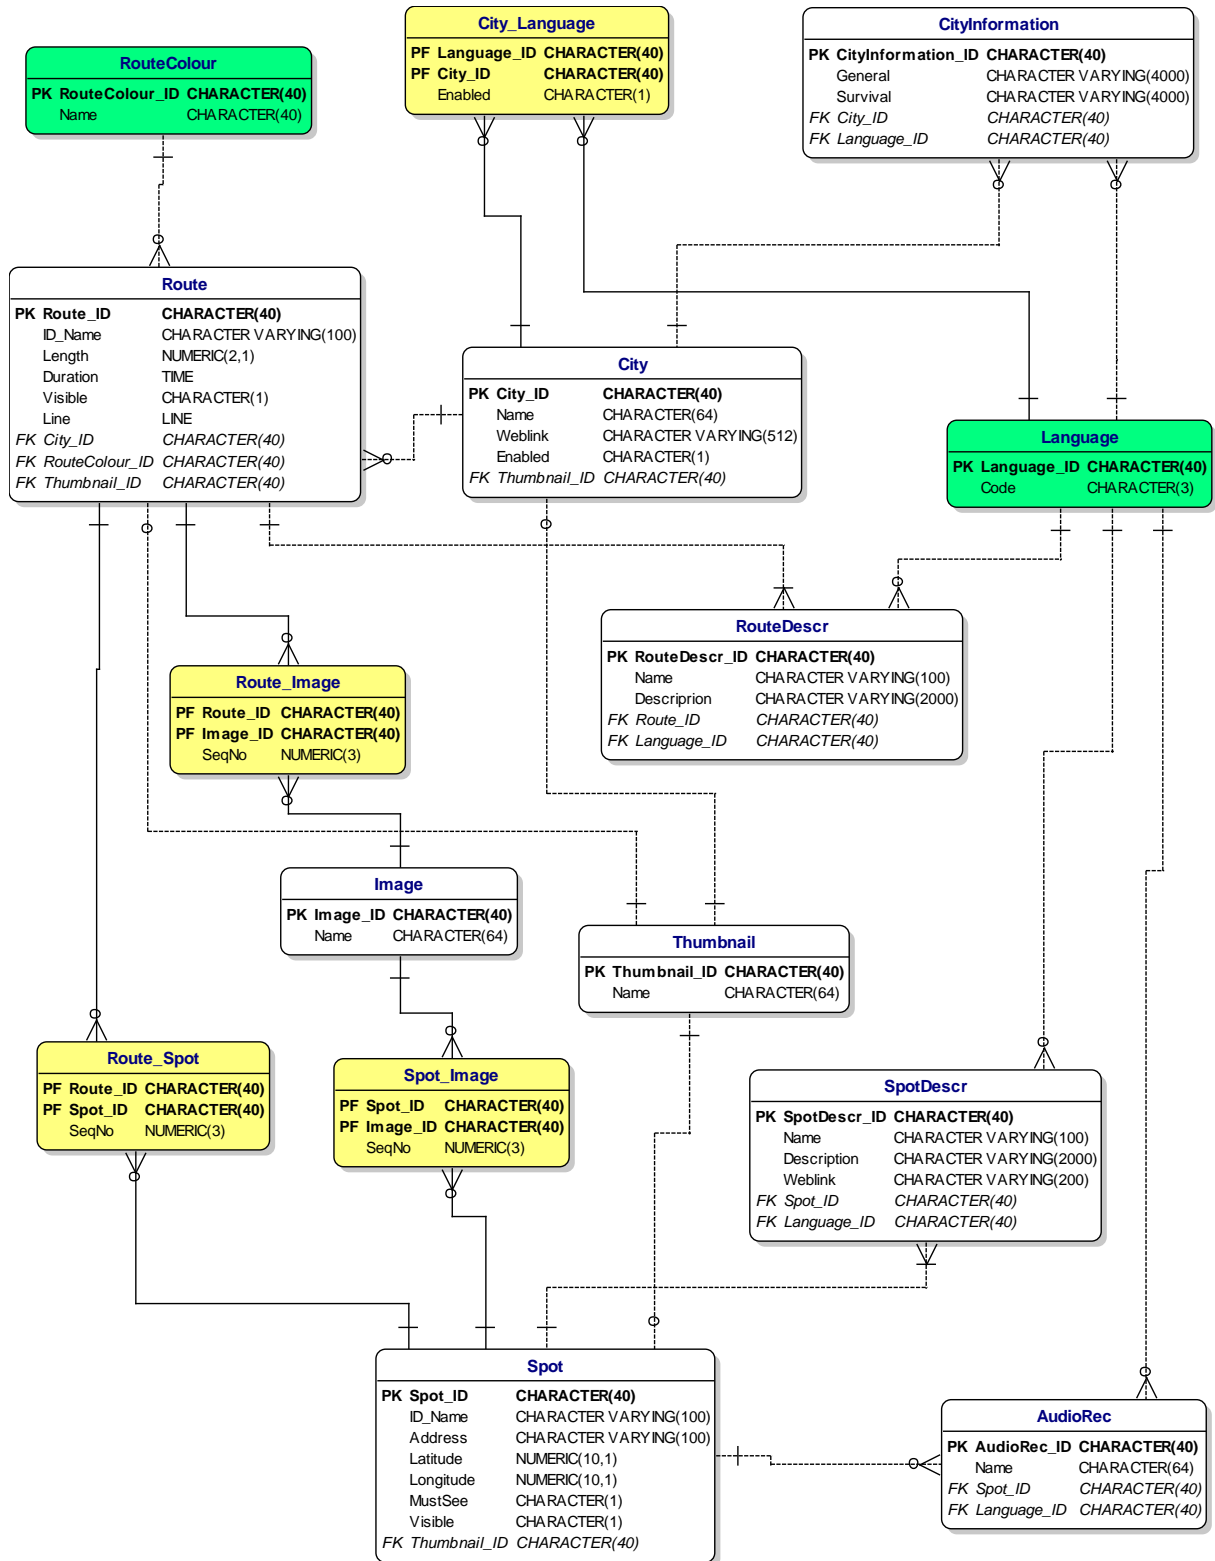 City_Language
PF Language_ID CHARACTER(40)
PF City_ID CHARACTER(40)
Enabled CHARACTER(1)
CityInformation
PK CityInformation_ID CHARACTER(40)
General CHARACTER VARYING(4000)
Survival CHARACTER VARYING(4000)
FK City_ID CHARACTER(40)
FK Language_ID CHARACTER(40)
RouteColour
PK RouteColour_ID CHARACTER(40)
Name CHARACTER(40)
Route
PK Route_ID CHARACTER(40)
ID_Name CHARACTER VARYING(100)
Length NUMERIC(2,1)
Duration TIME
Visible CHARACTER(1)
Line LINE
FK City_ID CHARACTER(40)
FK RouteColour_ID CHARACTER(40)
FK Thumbnail_ID CHARACTER(40)
City
PK City_ID CHARACTER(40)
Name CHARACTER(64)
Weblink CHARACTER VARYING(512)
Enabled CHARACTER(1)
FK Thumbnail_ID CHARACTER(40)
Language
PK Language_ID CHARACTER(40)
Code CHARACTER(3)
RouteDescr
PK RouteDescr_ID CHARACTER(40)
Name CHARACTER VARYING(100)
Descriprion CHARACTER VARYING(2000)
FK Route_ID CHARACTER(40)
FK Language_ID CHARACTER(40)
Route_Image
PF Route_ID CHARACTER(40)
PF Image_ID CHARACTER(40)
SeqNo NUMERIC(3)
Image
PK Image_ID CHARACTER(40)
Name CHARACTER(64)
Thumbnail
PK Thumbnail_ID CHARACTER(40)
Name CHARACTER(64)
Route_Spot
PF Route_ID CHARACTER(40)
PF Spot_ID CHARACTER(40)
SeqNo NUMERIC(3)
Spot_Image
PF Spot_ID CHARACTER(40)
PF Image_ID CHARACTER(40)
SeqNo NUMERIC(3)
SpotDescr
PK SpotDescr_ID CHARACTER(40)
Name CHARACTER VARYING(100)
Description CHARACTER VARYING(2000)
Weblink CHARACTER VARYING(200)
FK Spot_ID CHARACTER(40)
FK Language_ID CHARACTER(40)
Spot
PK Spot_ID CHARACTER(40)
ID_Name CHARACTER VARYING(100)
Address CHARACTER VARYING(100)
Latitude NUMERIC(10,1)
Longitude NUMERIC(10,1)
MustSee CHARACTER(1)
Visible CHARACTER(1)
FK Thumbnail_ID CHARACTER(40)
AudioRec
PK AudioRec_ID CHARACTER(40)
Name CHARACTER(64)
FK Spot_ID CHARACTER(40)
FK Language_ID CHARACTER(40)